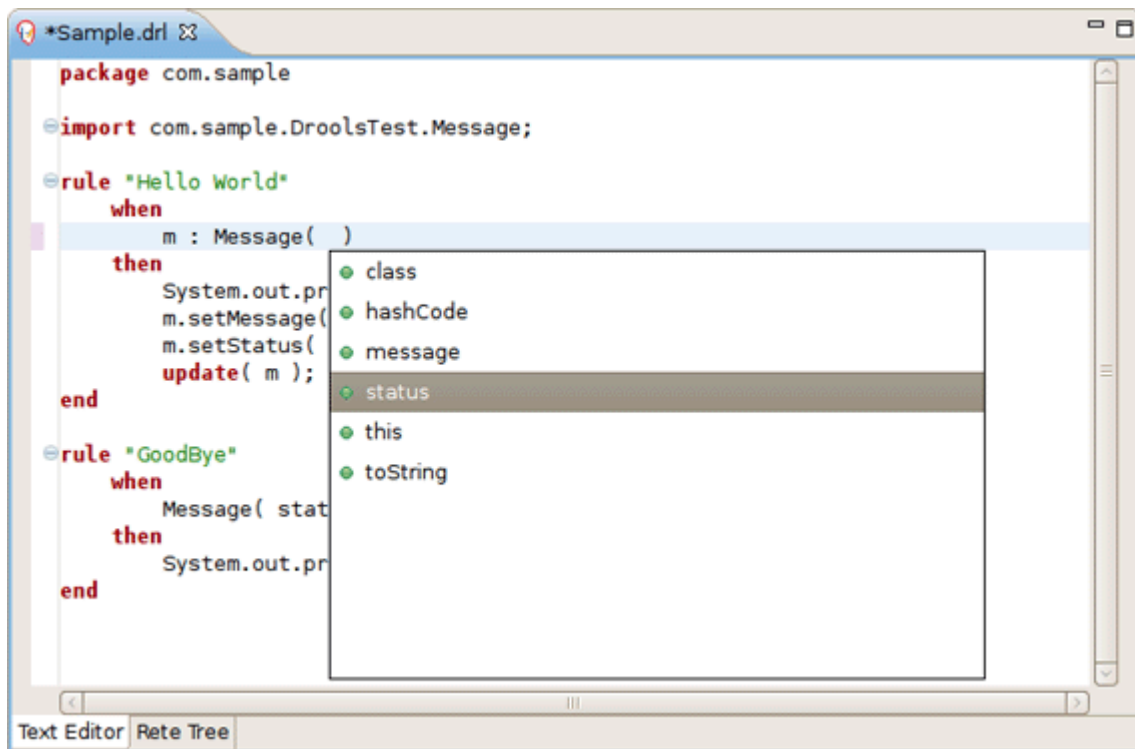 *Sample.drl
package com.sample
import com.sample.DroolsTest.Message;
rule "Hello World"
when
m : Message(  )
then
System.out.pr
m.setMessage(
m.setStatus(
update( m );
end
rule "GoodBye"
when
Message( stat
then
System.out.pr
end
class
hashCode
message
status
this
toString
Text Editor Rete Tree